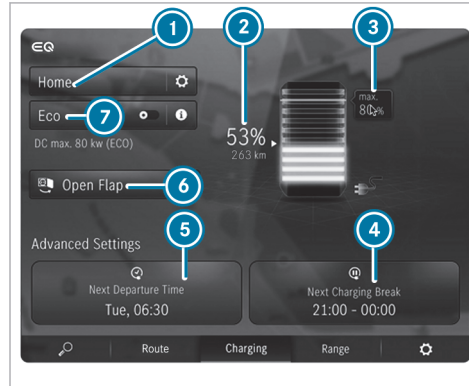 1
2
3
EQ
Home
max.
80 %
Eco
7
53%
263 km
DC max. 80 kw (ECO)
Open Flap
6
Advanced Settings
5
4
Next Departure Time
Tue, 06:30
Next Charging Break
21:00 - 00:00
Route
Charging
Range